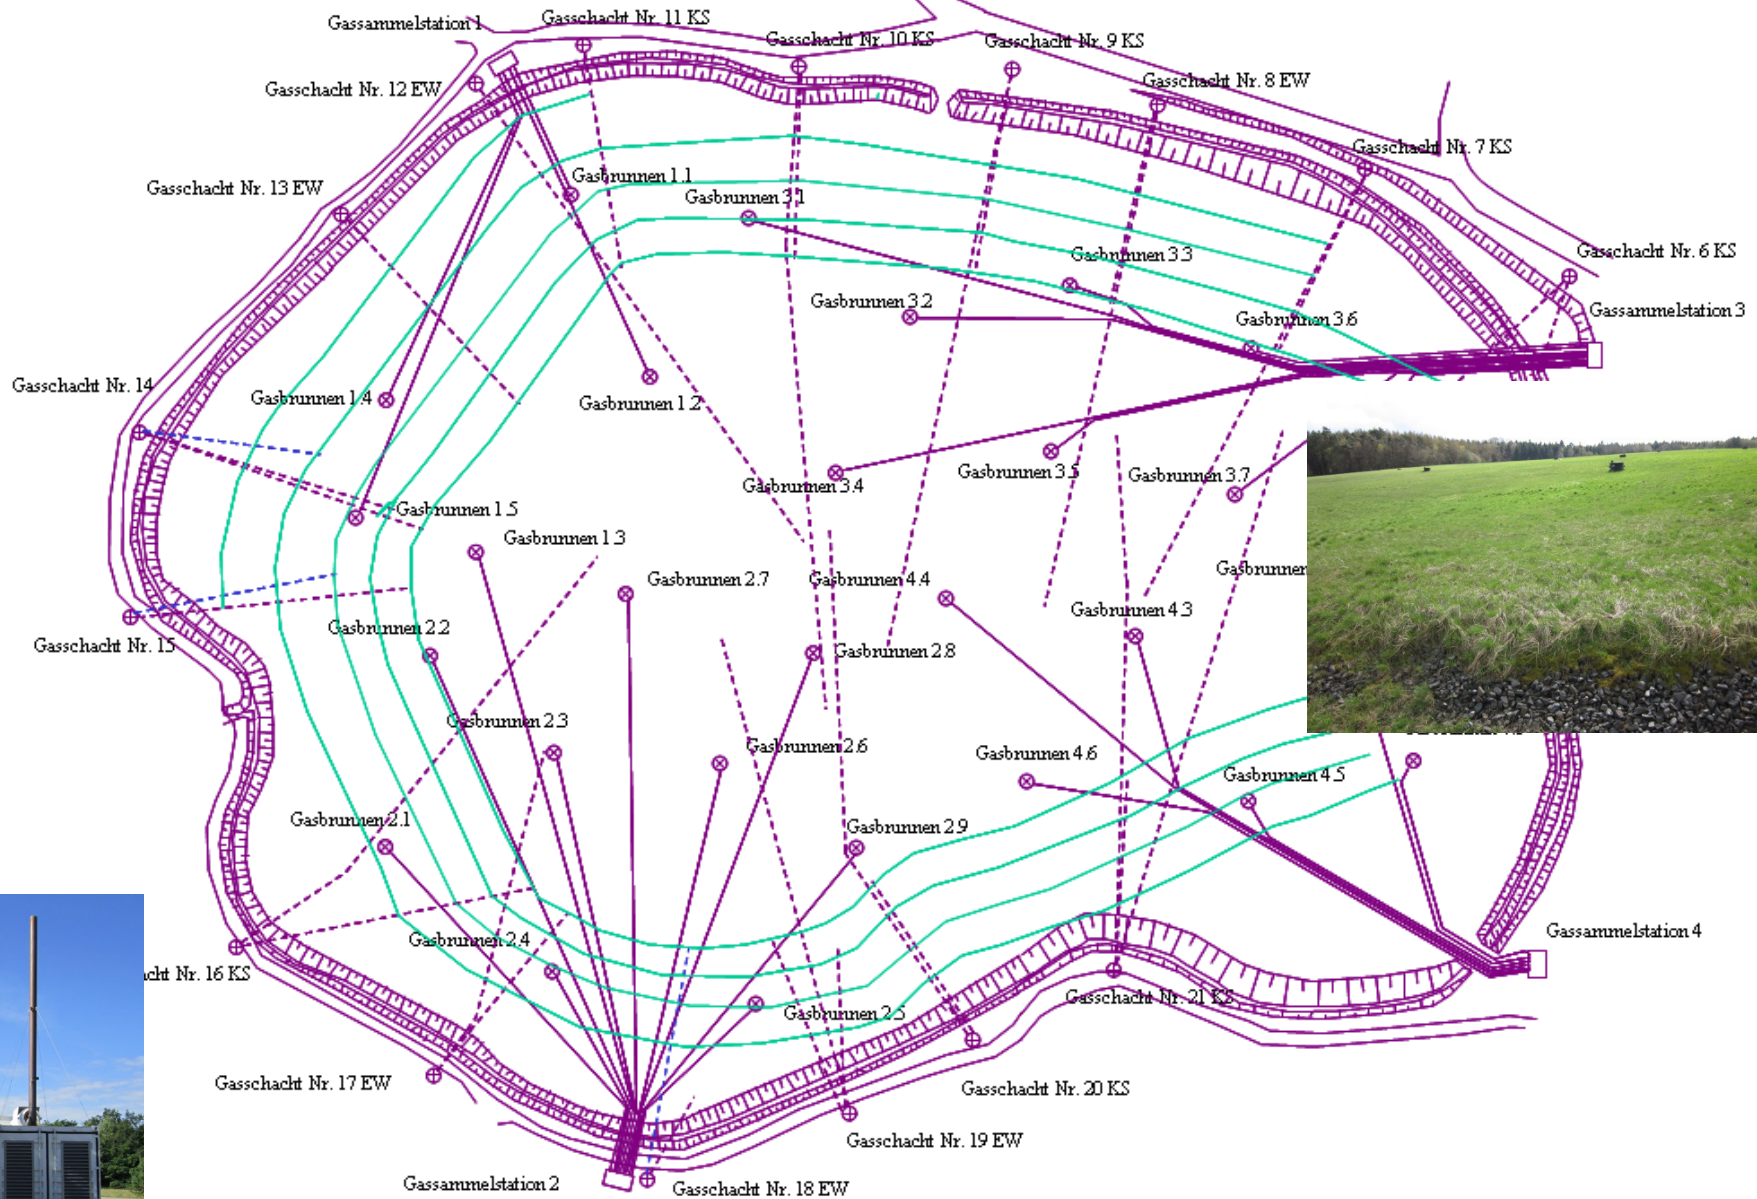 Gassammelstation 1
Gasschacht Nr. 11 KS
Gasschacht Nr. 10 KS
Gasschacht Nr. 9 KS
Gasschacht Nr. 8 EW
Gasschacht Nr. 12 EW
Gasschacht Nr. 7 KS
Gasschacht Nr. 13 EW
Gasbrunnen 1.1
Gasbrunnen 3.1
Gasschacht Nr. 6 KS
Gasbrunnen 3.3
Gasbrunnen 3.2
Gassammelstation 3
Gasbrunnen 3.6
Gasschacht Nr. 14
Gasbrunnen 1.4
Gasbrunnen 1.2
Gasbrunnen 3.5
Gasbrunnen 3.7
Gasbrunnen 3.4
Gasbrunnen 1.5
Gasbrunnen 1.3
Gasbrunnen
Gasbrunnen 2.7
Gasbrunnen 4.4
Gasbrunnen 4.3
Gasbrunnen 2.2
Gasschacht Nr. 15
Gasbrunnen 2.8
Gasbrunnen 2.3
Gasbrunnen 2.6
Gasbrunnen 4.6
Gasbrunnen 4.5
Gasbrunnen 2.1
Gasbrunnen 2.9
Gassammelstation 4
Gasbrunnen 2.4
acht Nr. 16 KS
Gasschacht Nr. 21 KS
Gasbrunnen 2.5
Gasschacht Nr. 17 EW
Gasschacht Nr. 20 KS
Gasschacht Nr. 19 EW
Gassammelstation 2
Gasschacht Nr. 18 EW